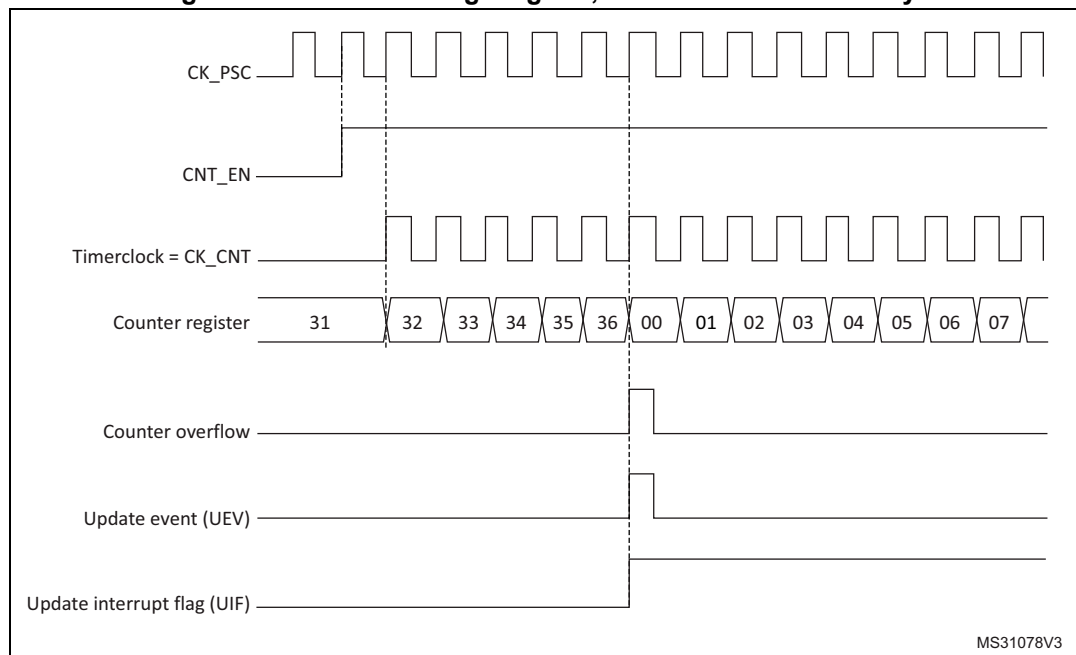 CK_PSC
CNT_EN
Timerclock = CK_CNT
Counter register 31 32 33 34 35 36 00 01 02 03 04 05 06 07
Counter overflow
Update event (UEV)
Update interrupt flag (UIF)
MS31078V3